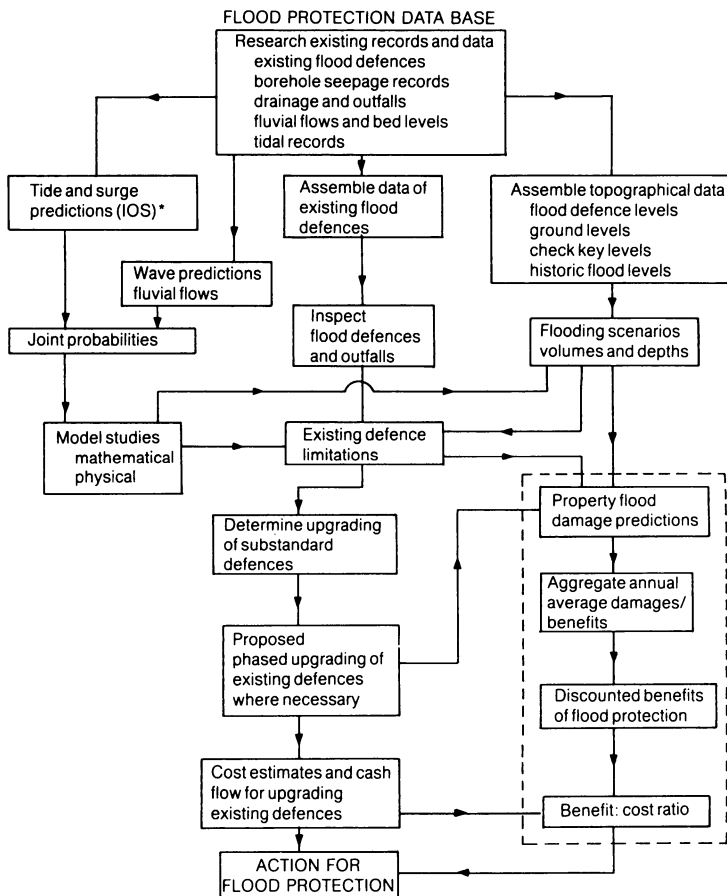 FLOOD PROTECTION DATA BASE
Research existing records and data
existing flood defences
borehole seepage records
drainage and outfalls
fluvial flows and bed levels
tidal records
Tide and surge
predictions (IOS)*
Assemble data of
existing flood
defences
Assemble topographical data
flood defence levels
ground levels
check key levels
historic flood levels
Wave predictions
fluvial flows
Joint probabilities
Inspect
flood defences
and outfalls
Flooding scenarios
volumes and depths
Model studies
mathematical
physical
Existing defence
limitations
Property flood
damage predictions
Determine upgrading
of substandard
defences
Aggregate annual
average damages/
benefits
Proposed
phased upgrading of
existing defences
where necessary
Discounted benefits
of flood protection
Cost estimates and cash
flow for upgrading
existing defences
Benefit: cost ratio
ACTION FOR
FLOOD PROTECTION